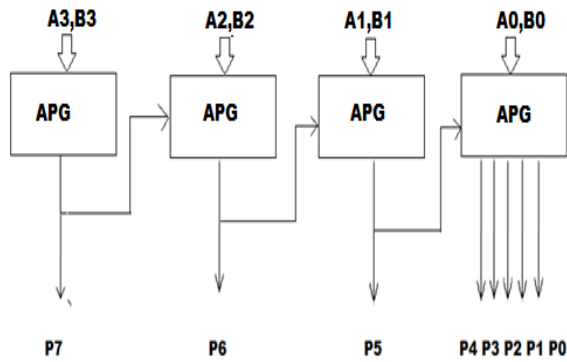 A3,B3 A2,B2 A1,B1 A0,B0
APG APG APG APG
P7 P6 P5 P4 P3 P2 P1 P0